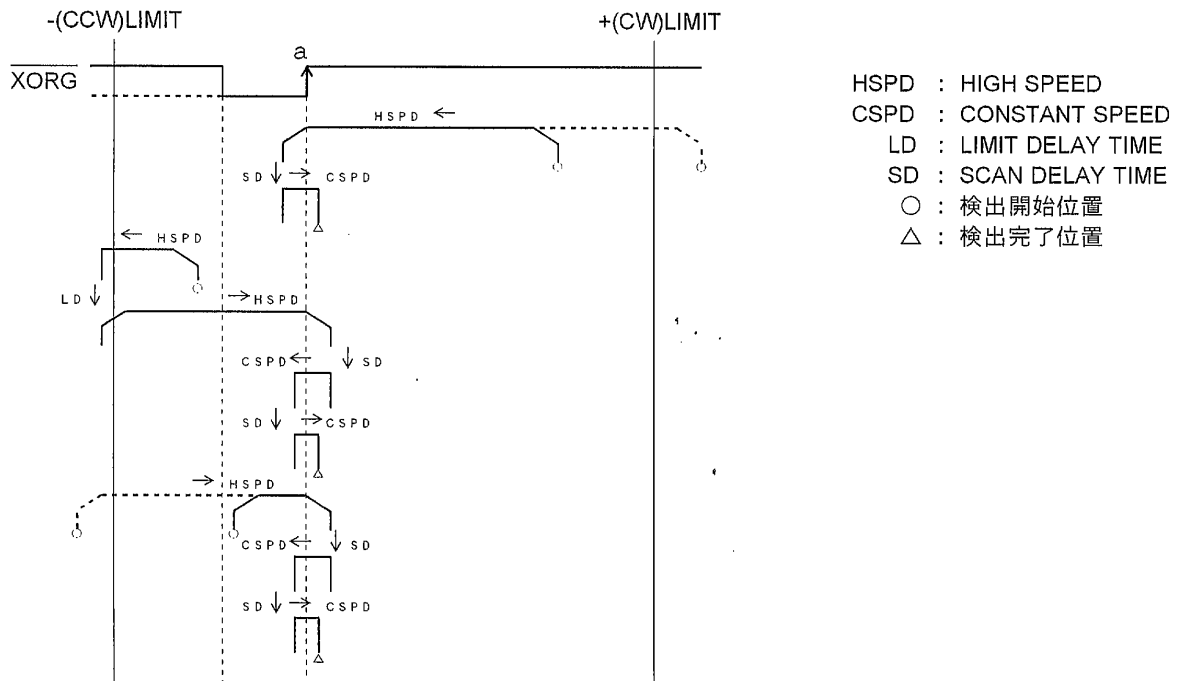 -(CCW)LIMIT
+(CW)LIMIT
a
XORG
HSPD : HIGH SPEED
CSPD : CONSTANT SPEED
LD : LIMIT DELAY TIME
SD : SCAN DELAY TIME
○ : 検出開始位置
△ : 検出完了位置
HSPD ←
SD ↓ → CSPD
← HSPD
LD ↓
→ HSPD
CSPD ← ↓ SD
SD ↓ → CSPD
→ HSPD
CSPD ← ↓ SD
SD ↓ → CSPD